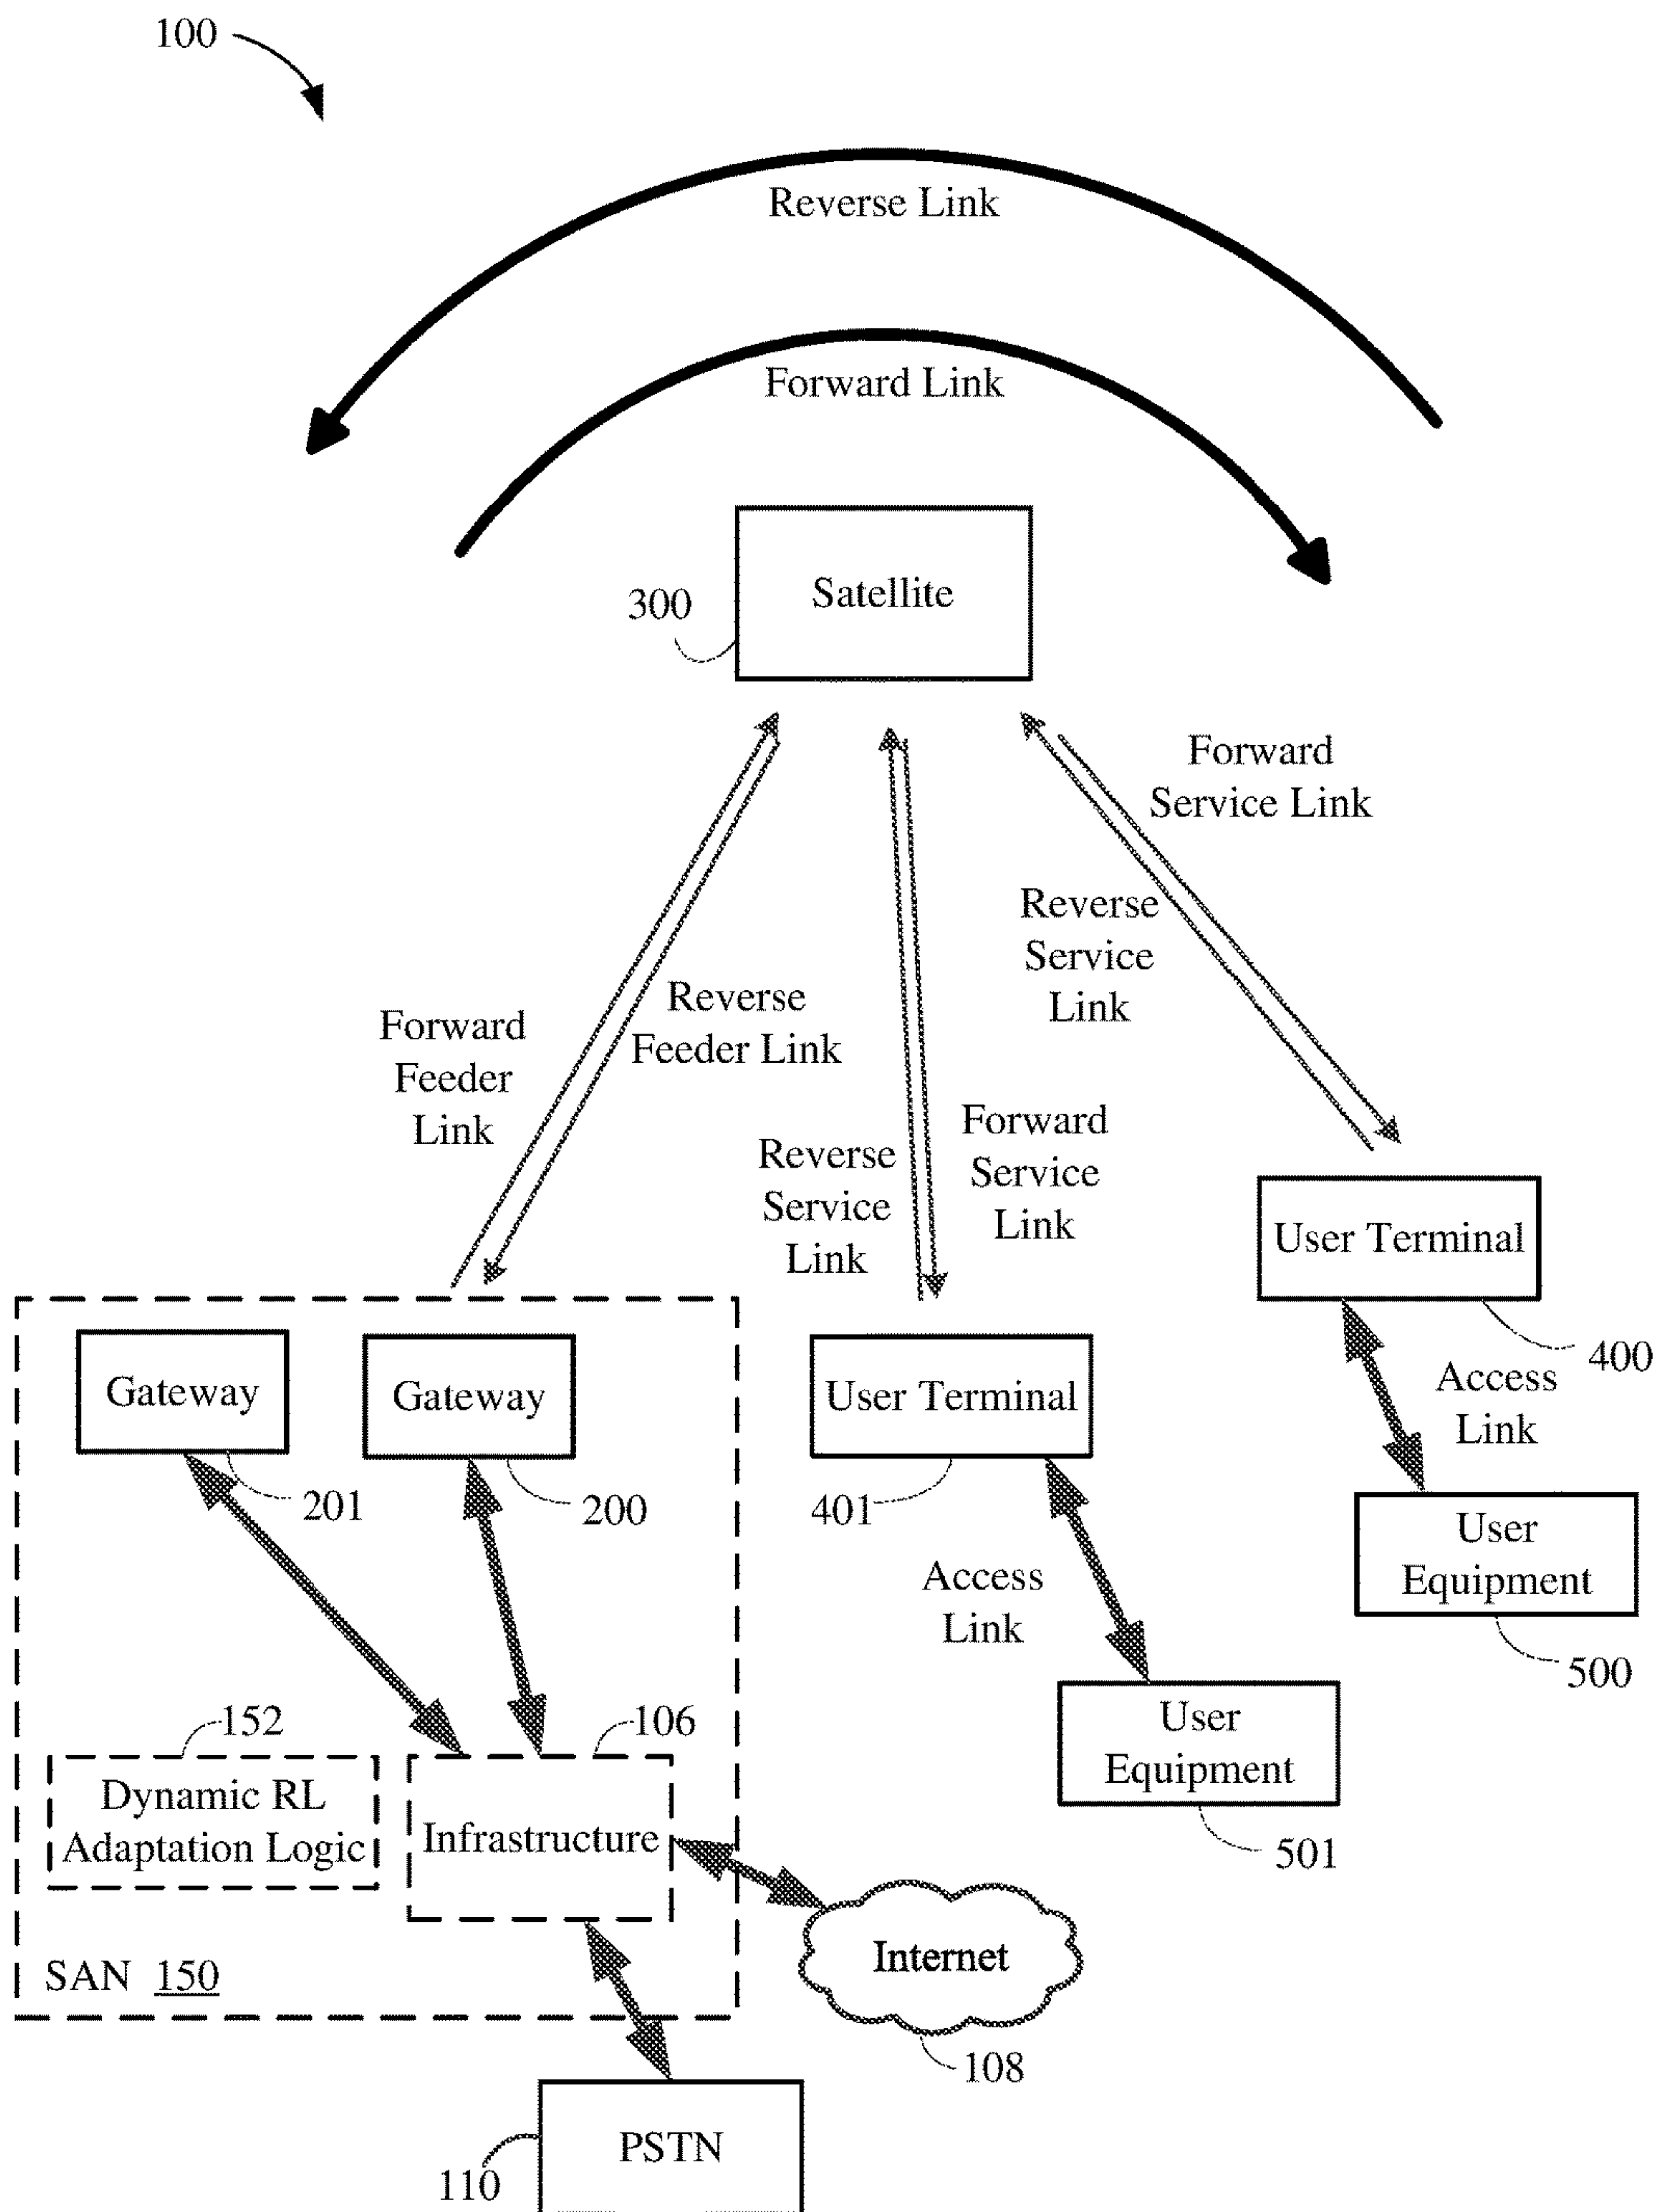 100
Reverse Link
Forward Link
Satellite
300
Forward
Service Link
Reverse
Service
Link
Reverse
Feeder Link
Forward
Feeder
Link
Forward
Service
Link
Reverse
Service
Link
User Terminal
400
Gateway
201
Gateway
200
User Terminal
401
Access
Link
User
Equipment
500
Access
Link
User
Equipment
501
152
Dynamic RL
Adaptation Logic
106
Infrastructure
SAN 150
Internet
108
PSTN
110